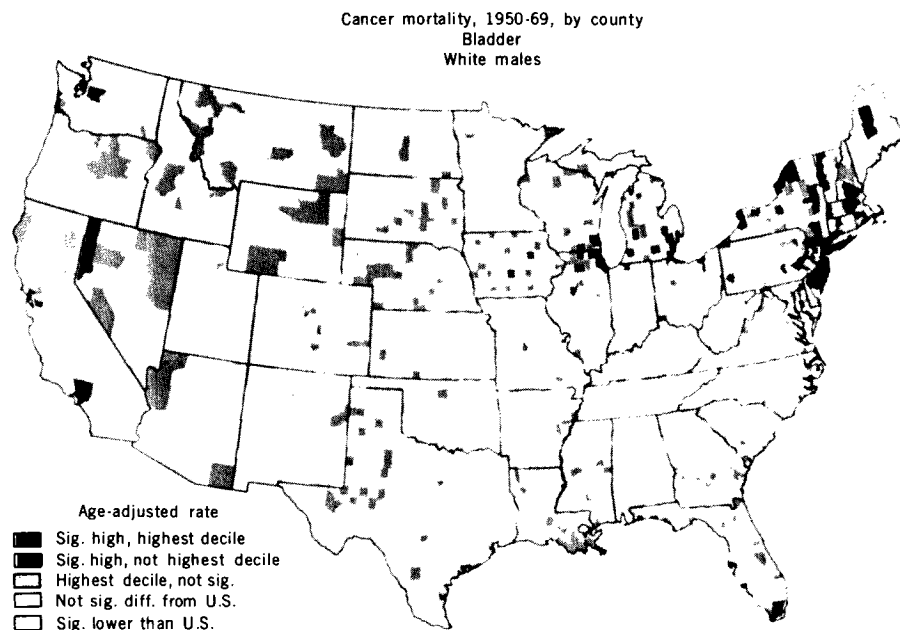 Cancer mortality, 1950-69, by county
Bladder
White males
Age-adjusted rate
Sig. high, highest decile
Sig. high, not highest decile
Highest decile, not sig.
Not sig. diff. from U.S.
Sig. lower than U.S.